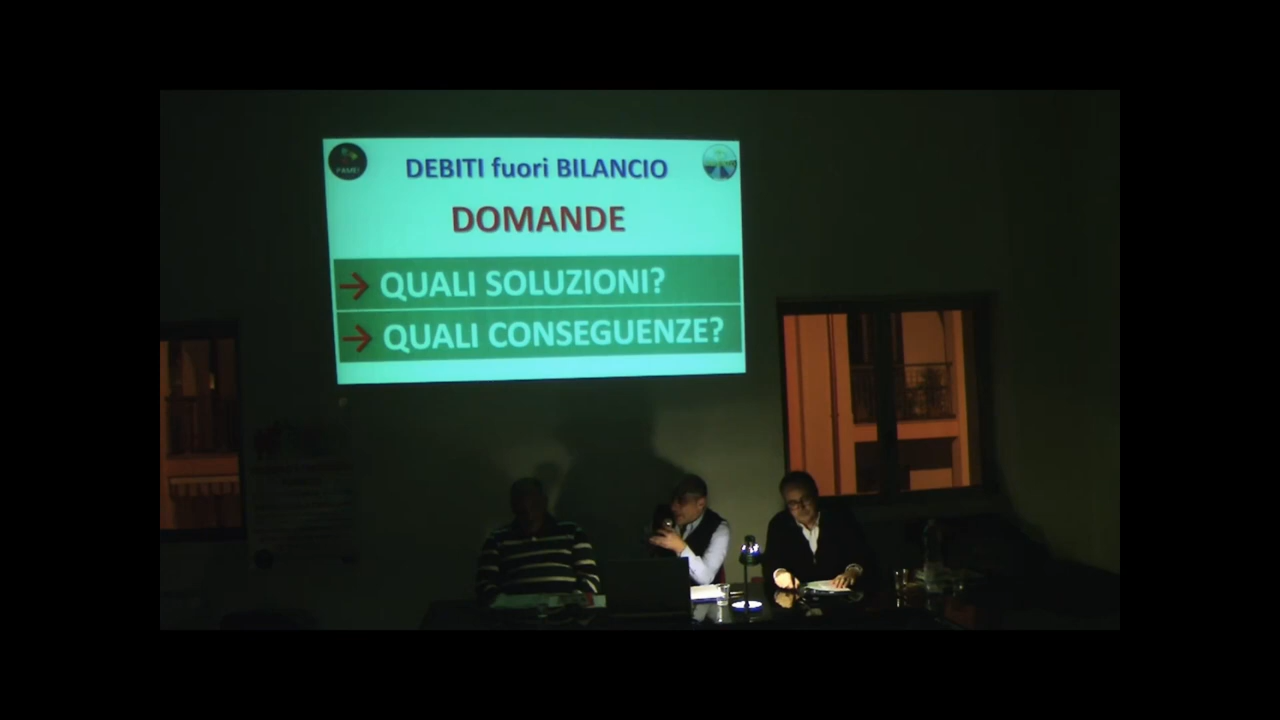 DEBITI fuori BILANCIO
DOMANDE
→ QUALI SOLUZIONI?
→ QUALI CONSEGUENZE?